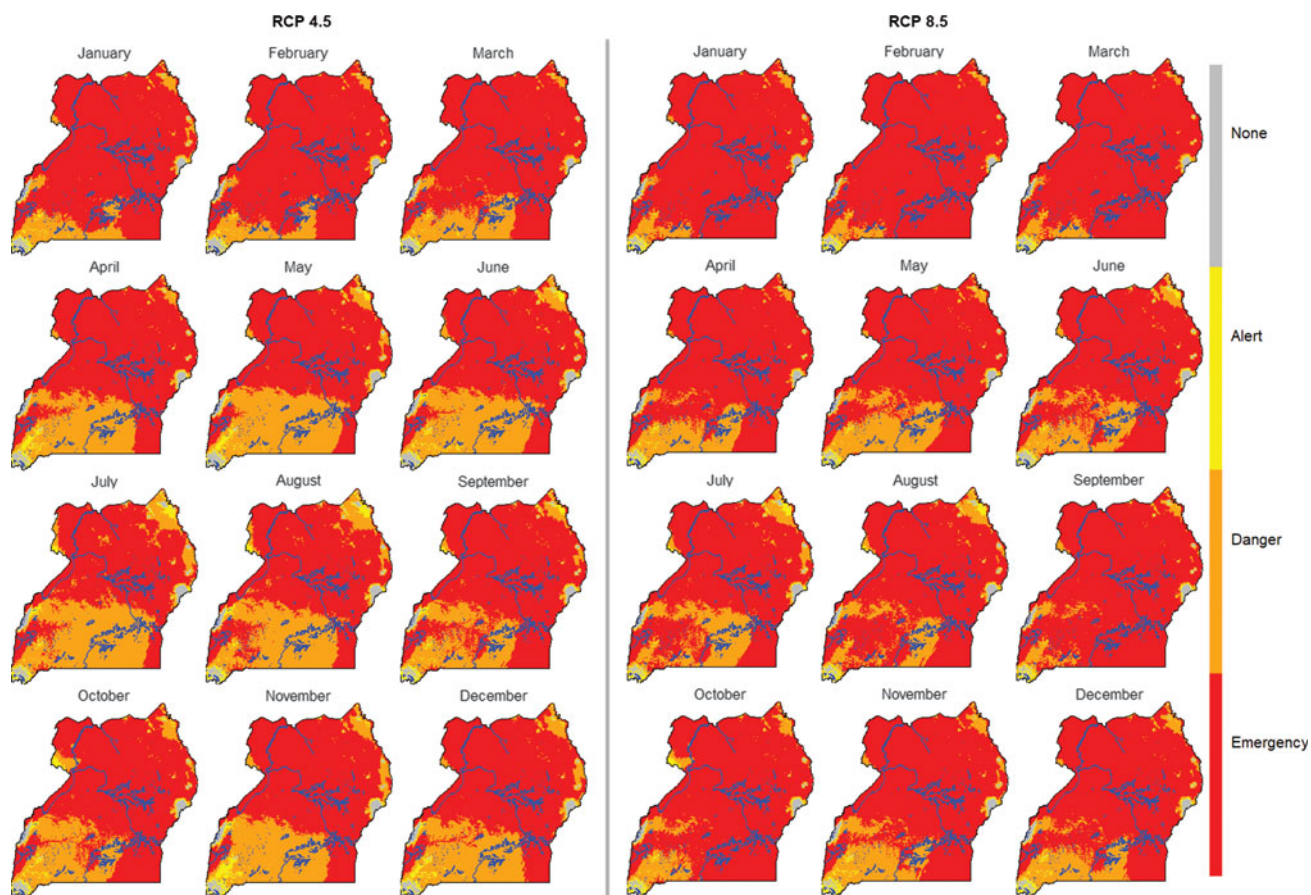 RCP 4.5
RCP 8.5
January
February
March
January
February
March
April
May
June
April
May
June
July
August
September
July
August
September
October
November
December
October
November
December
None
Alert
Danger
Emergency